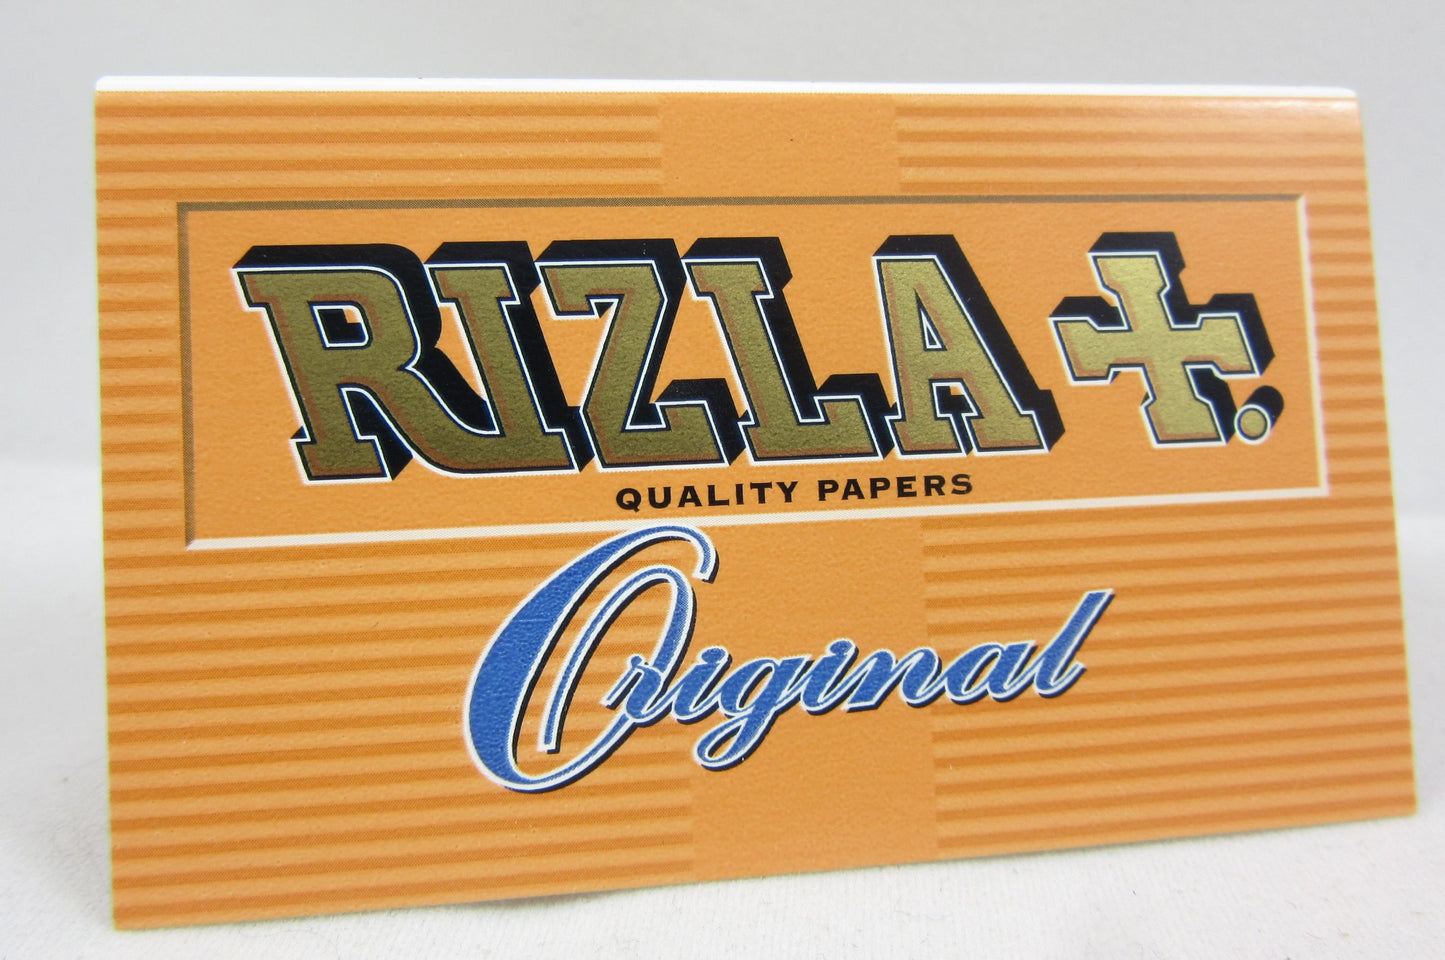 RIZLA +.
QUALITY PAPERS
Original